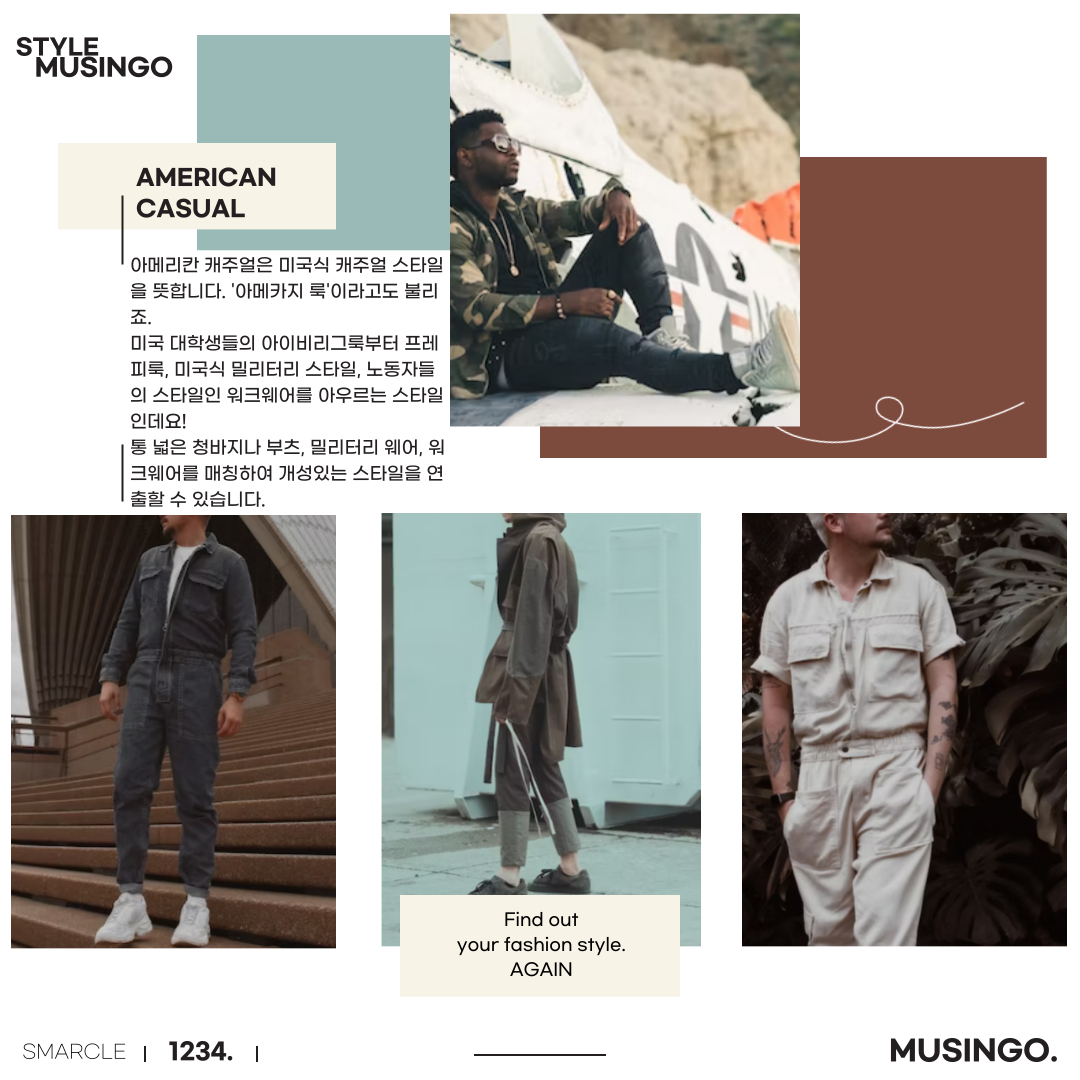 STYLE
MUSINGO
AMERICAN
CASUAL
아메리칸 캐주얼은 미국식 캐주얼 스타일
을 뜻합니다. '아메카지 룩'이라고도 불리
죠.
미국 대학생들의 아이비리그룩부터 프레
피룩, 미국식 밀리터리 스타일, 노동자들
의 스타일인 워크웨어를 아우르는 스타일
인데요!
통 넓은 청바지나 부츠, 밀리터리 웨어, 워
크웨어를 매칭하여 개성있는 스타일을 연
출할 수 있습니다.
Find out
your fashion style.
AGAIN
SMARCLE | 1234. |
MUSINGO.